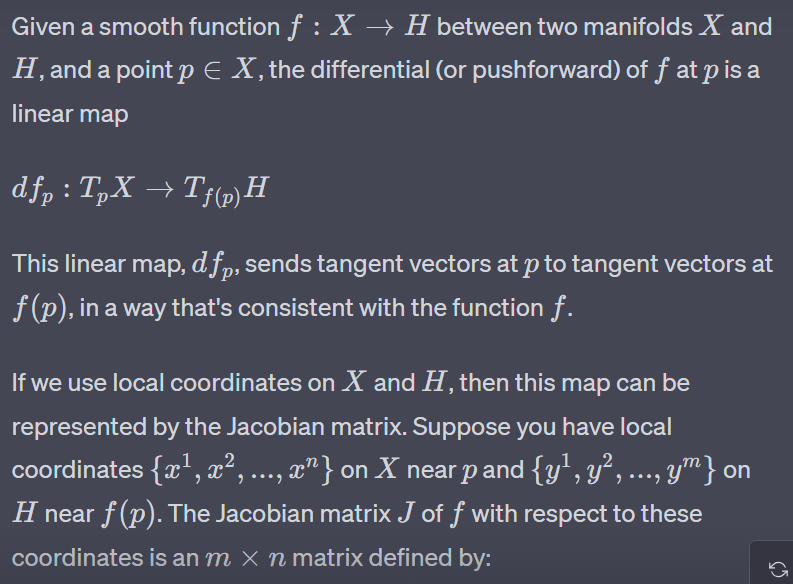 Given a smooth function f : X → H between two manifolds X and
H, and a point p ∈ X, the differential (or pushforward) of f at p is a
linear map
df_p : T_pX → T_{f(p)}H
This linear map, df_p, sends tangent vectors at p to tangent vectors at
f(p), in a way that's consistent with the function f.
If we use local coordinates on X and H, then this map can be
represented by the Jacobian matrix. Suppose you have local
coordinates {x^1, x^2, ..., x^n} on X near p and {y^1, y^2, ..., y^m} on
H near f(p). The Jacobian matrix J of f with respect to these
coordinates is an m × n matrix defined by: